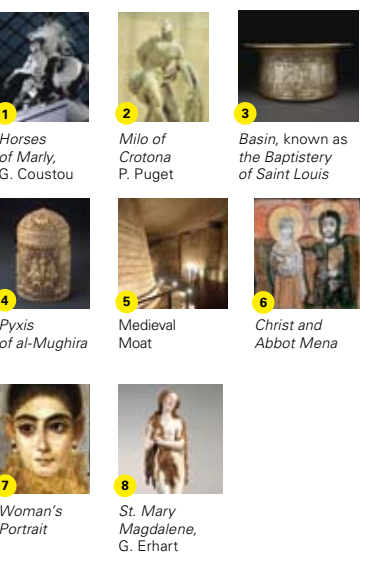 1
Horses
of Marly,
G. Coustou
2
Milo of
Crotona
P. Puget
3
Basin, known as
the Baptistery
of Saint Louis
4
Pyxis
of al-Mughira
5
Medieval
Moat
6
Christ and
Abbot Mena
7
Woman's
Portrait
8
St. Mary
Magdalene,
G. Erhart